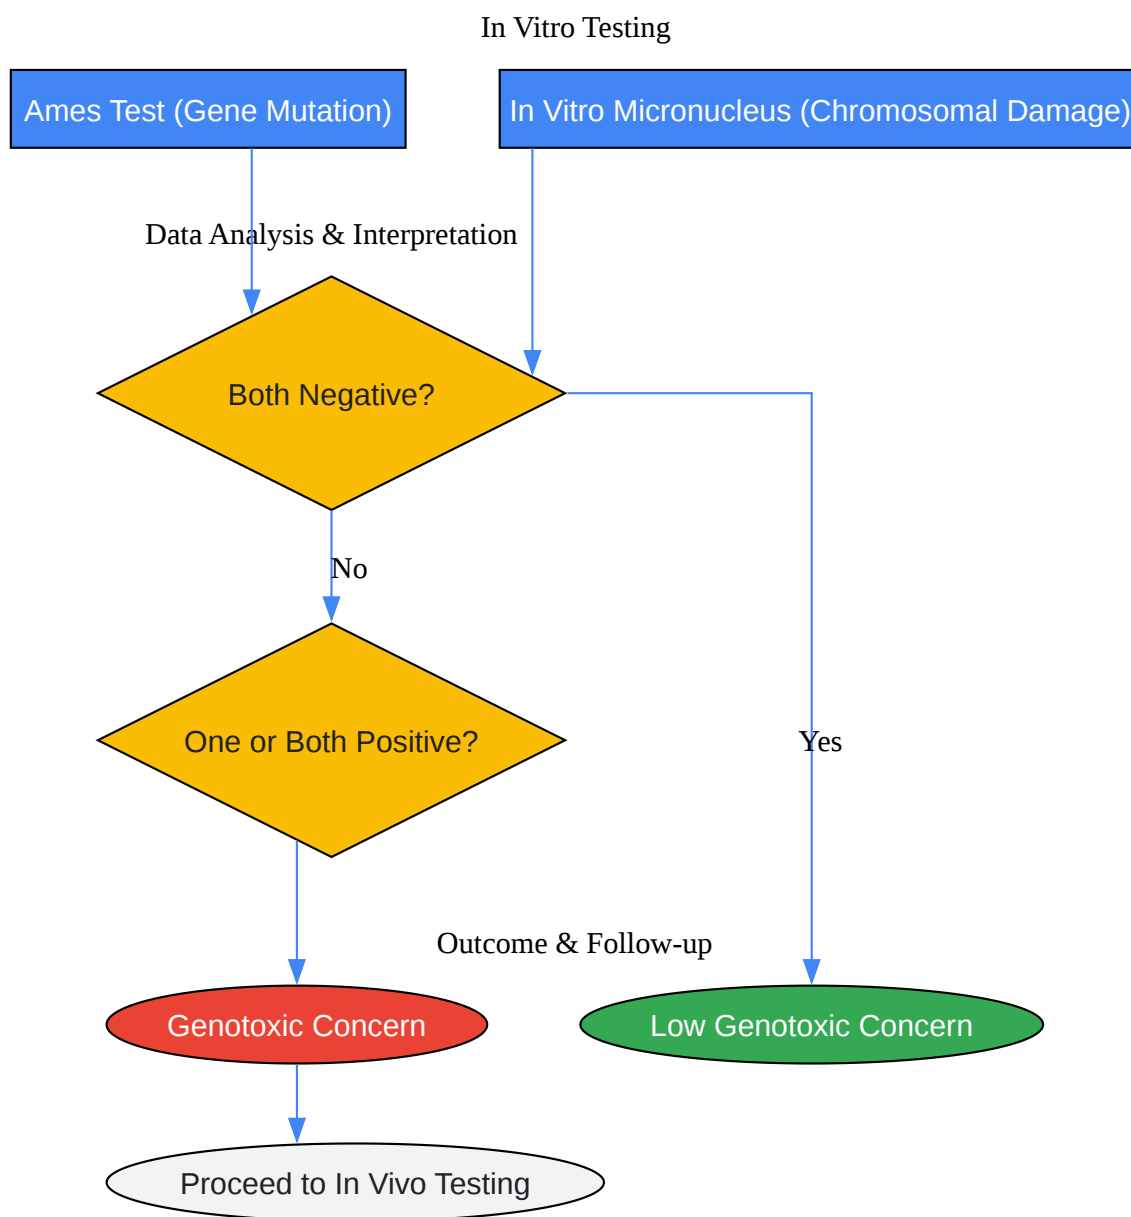 In Vitro Testing
Ames Test (Gene Mutation)
In Vitro Micronucleus (Chromosomal Damage)
Data Analysis & Interpretation
Both Negative?
No
One or Both Positive?
Yes
Outcome & Follow-up
Genotoxic Concern
Low Genotoxic Concern
Proceed to In Vivo Testing